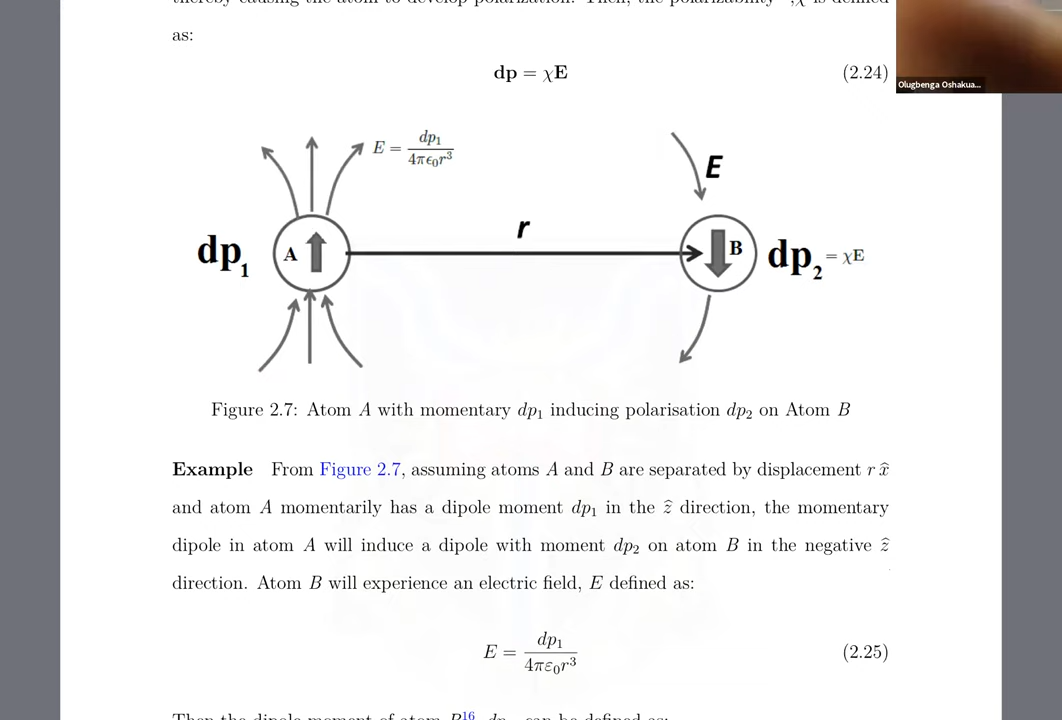 as:
dp = χE (2.24)
Olugbenga Oshakua...
E = dp₁ / 4πϵ₀r³
E
r
dp₁ A B dp₂ = χE
Figure 2.7: Atom A with momentary dp₁ inducing polarisation dp₂ on Atom B
Example From Figure 2.7, assuming atoms A and B are separated by displacement r x̂
and atom A momentarily has a dipole moment dp₁ in the ẑ direction, the momentary
dipole in atom A will induce a dipole with moment dp₂ on atom B in the negative ẑ
direction. Atom B will experience an electric field, E defined as:
E = dp₁ / 4πε₀r³ (2.25)